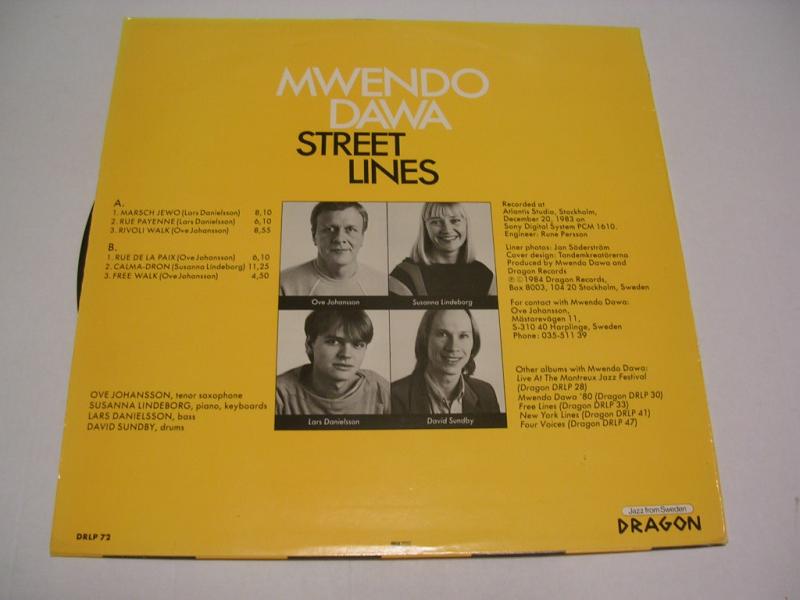 MWENDO
DAWA
STREET
LINES
A.
1. MARSCH JEWO (Lars Danielsson) 8,10
2. RUE PAYENNE (Lars Danielsson) 6,10
3. RIVOLI WALK (Ove Johansson) 8,55
B.
1. RUE DE LA PAIX (Ove Johansson) 6,10
2. CALMA-DRON (Susanna Lindeborg) 11,25
3. FREE WALK (Ove Johansson) 4,50
OVE JOHANSSON, tenor saxophone
SUSANNA LINDEBORG, piano, keyboards
LARS DANIELSSON, bass
DAVID SUNDBY, drums
Ove Johansson
Susanna Lindeborg
Lars Danielsson
David Sundby
Recorded at
Atlantis Studio, Stockholm,
December 20, 1983 on
Sony Digital System PCM 1610.
Engineer: Rune Persson
Liner photos: Jan Söderström
Cover design: Tandemkreatörerna
Produced by Mwendo Dawa and
Dragon Records
℗ © 1984 Dragon Records,
Box 8003, 104 20 Stockholm, Sweden
For contact with Mwendo Dawa:
Ove Johansson,
Mästarevägen 11,
S-310 40 Harplinge, Sweden
Phone: 035-511 39
Other albums with Mwendo Dawa:
Live At The Montreux Jazz Festival
(Dragon DRLP 28)
Mwendo Dawa '80 (Dragon DRLP 30)
Free Lines (Dragon DRLP 33)
New York Lines (Dragon DRLP 41)
Four Voices (Dragon DRLP 47)
Jazz from Sweden
DRAGON
DRLP 72